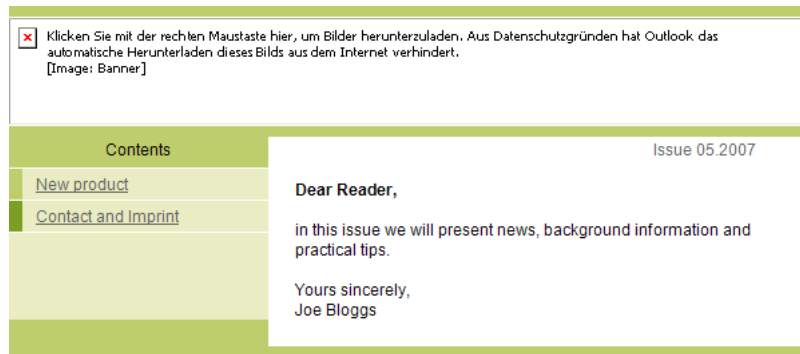 Klicken Sie mit der rechten Maustaste hier, um Bilder herunterzuladen. Aus Datenschutzgründen hat Outlook das
automatische Herunterladen dieses Bilds aus dem Internet verhindert.
[Image: Banner]
Contents
New product
Contact and Imprint
Issue 05.2007
Dear Reader,
in this issue we will present news, background information and
practical tips.
Yours sincerely,
Joe Bloggs